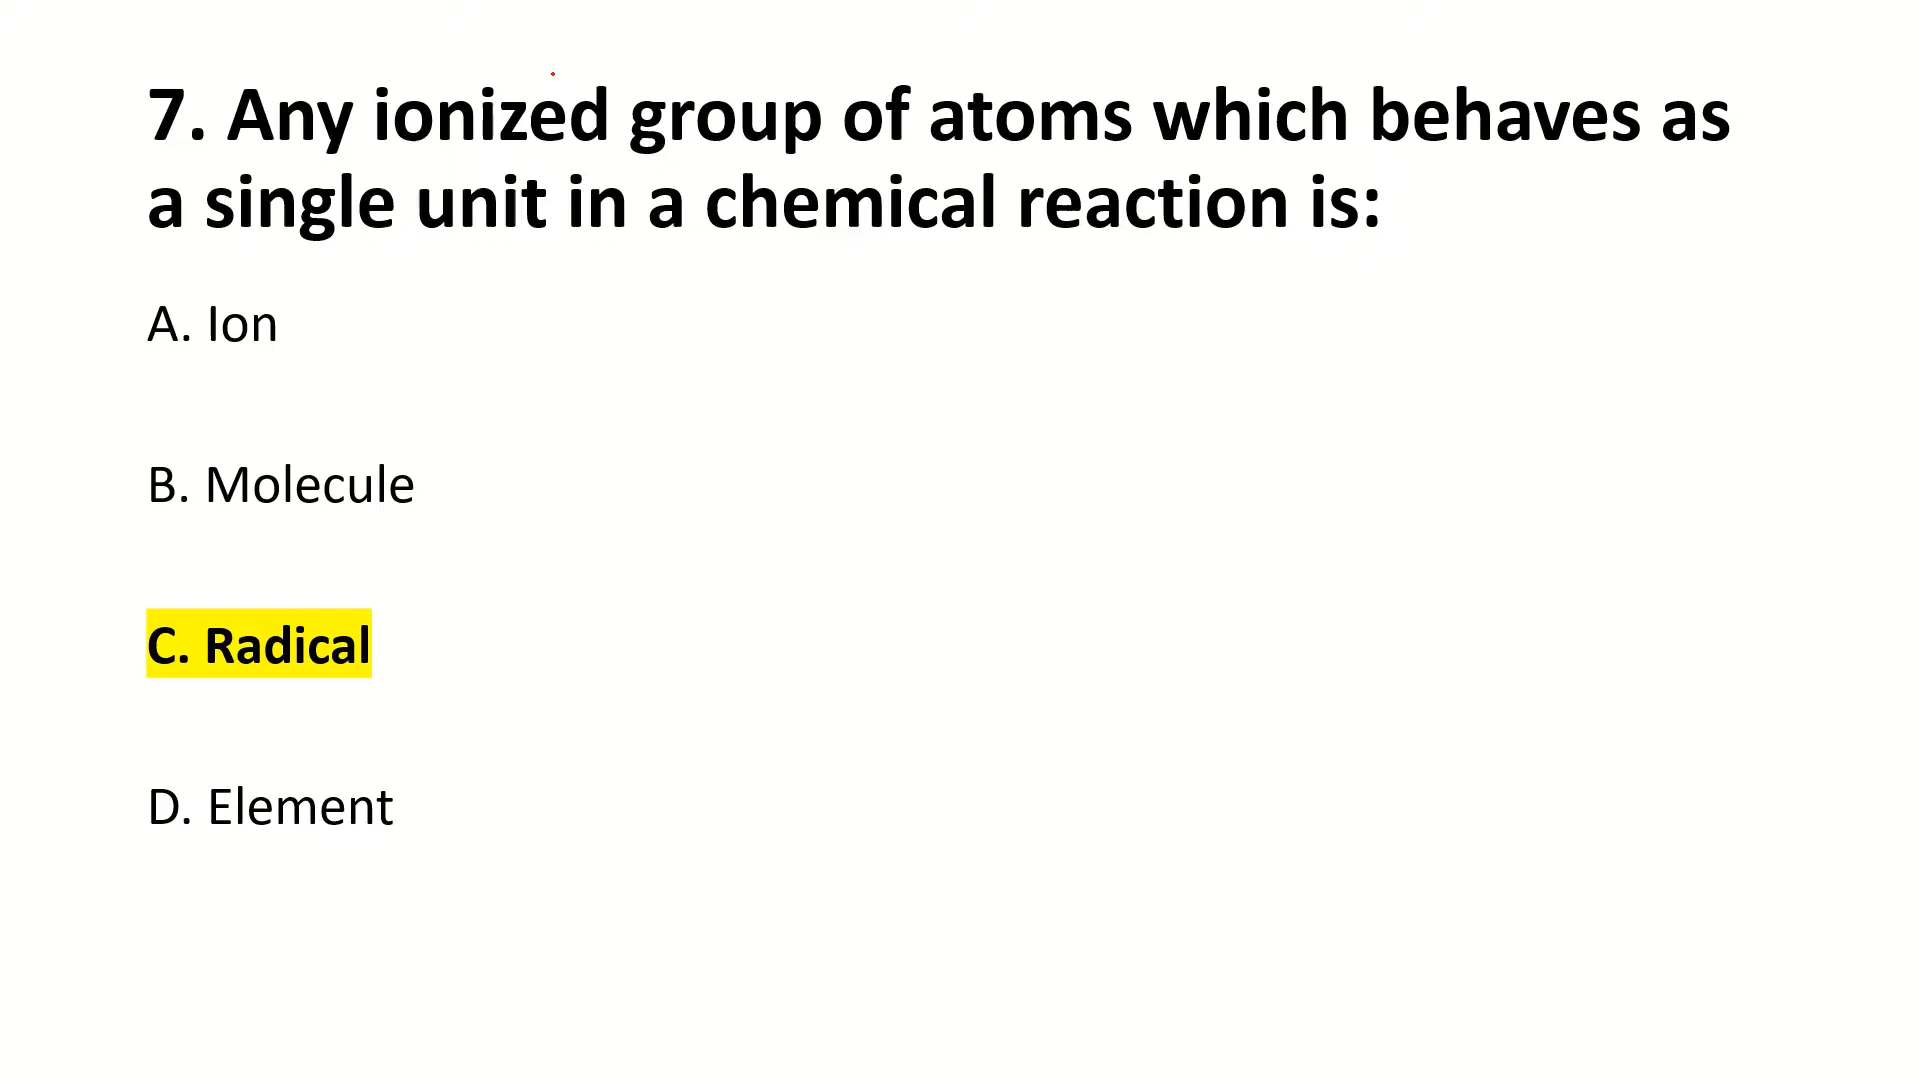 7. Any ionized group of atoms which behaves as
a single unit in a chemical reaction is:
A. Ion
B. Molecule
C. Radical
D. Element